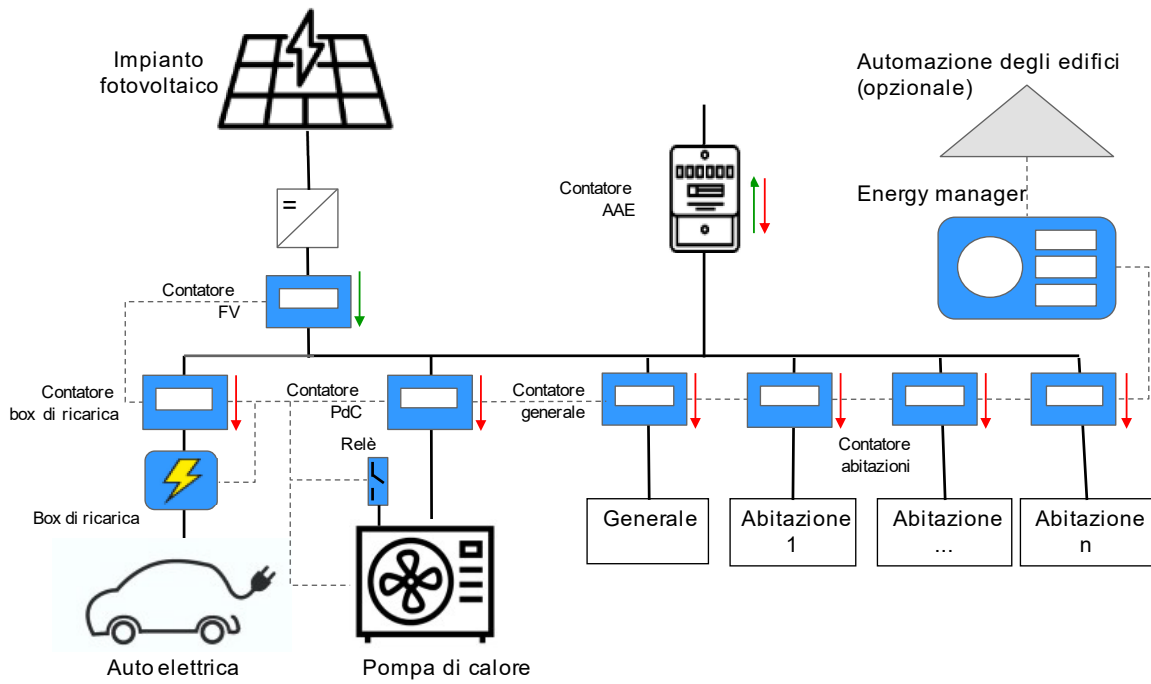 Impianto
fotovoltaico
Automazione degli edifici
(opzionale)
Contatore
AAE
Energy manager
=
Contatore
FV
Contatore
box di ricarica
Contatore
PdC
Contatore
generale
Relè
Contatore
abitazioni
Box di ricarica
Generale
Abitazione
1
Abitazione
...
Abitazione
n
Auto elettrica
Pompa di calore